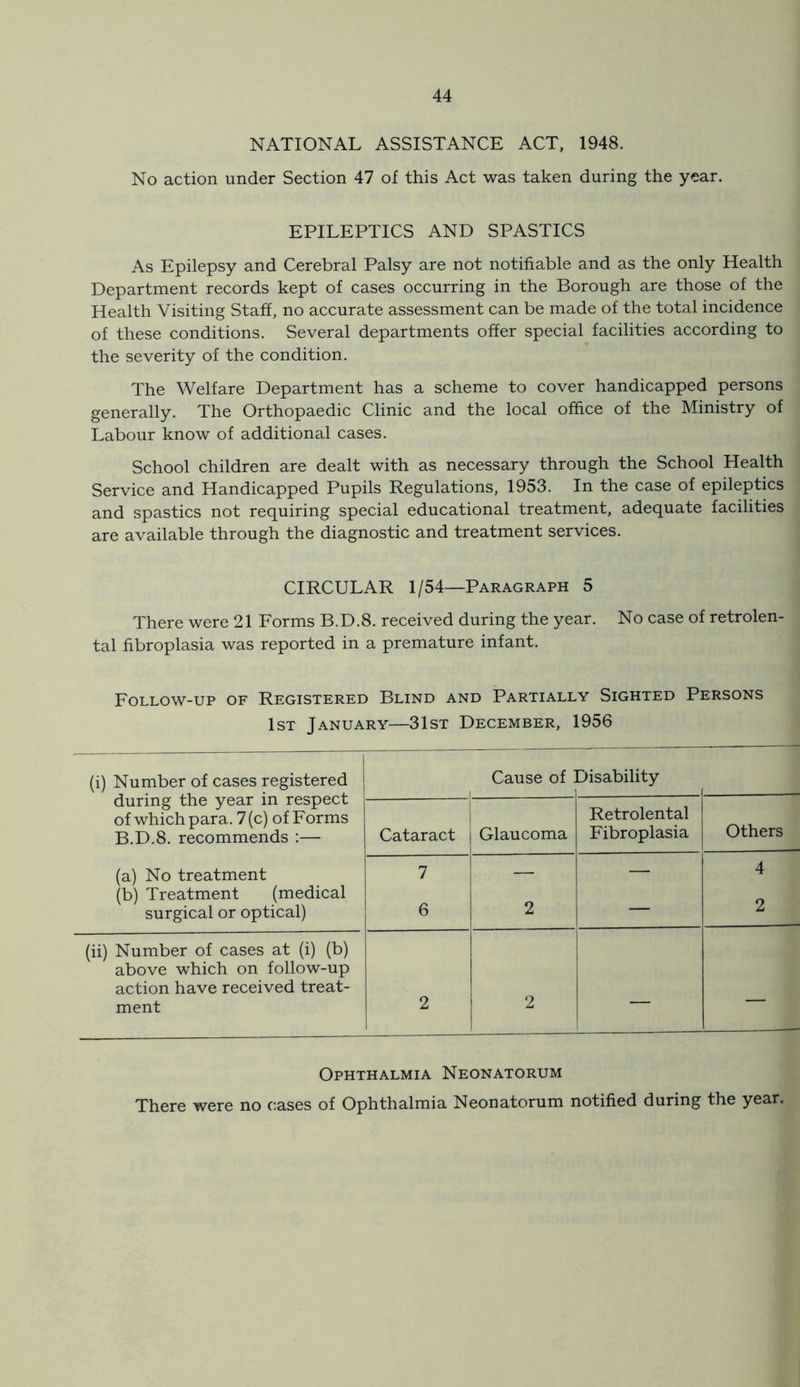 44
NATIONAL ASSISTANCE ACT, 1948.
No action under Section 47 of this Act was taken during the year.
EPILEPTICS AND SPASTICS
As Epilepsy and Cerebral Palsy are not notifiable and as the only Health
Department records kept of cases occurring in the Borough are those of the
Health Visiting Staff, no accurate assessment can be made of the total incidence
of these conditions. Several departments offer special facilities according to
the severity of the condition.
The Welfare Department has a scheme to cover handicapped persons
generally. The Orthopaedic Clinic and the local office of the Ministry of
Labour know of additional cases.
School children are dealt with as necessary through the School Health
Service and Handicapped Pupils Regulations, 1953. In the case of epileptics
and spastics not requiring special educational treatment, adequate facilities
are available through the diagnostic and treatment services.
CIRCULAR 1/54—Paragraph 5
There were 21 Forms B.D.8. received during the year. No case of retrolen-
tal fibroplasia was reported in a premature infant.
Follow-up of Registered Blind and Partially Sighted Persons
1st January—31st December, 1956
(i) Number of cases registered
during the year in respect
of which para. 7(c) of Forms
B.D.8. recommends :—
Cause of Disability
Cataract Glaucoma Retrolental Fibroplasia Others
(a) No treatment 7 — — 4
(b) Treatment (medical
surgical or optical) 6 2 — 2
(ii) Number of cases at (i) (b)
above which on follow-up
action have received treat-
ment 2 2 — —
Ophthalmia Neonatorum
There were no cases of Ophthalmia Neonatorum notified during the year.